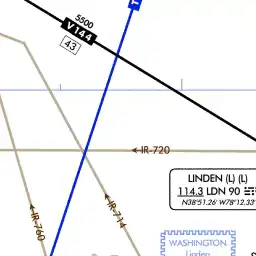 5500
V144
43
IR-720
LINDEN (L) (L)
114.3 LDN 90
N38°51.26' W78°12.33'
IR-714
IR-760
WASHINGTON
Linden